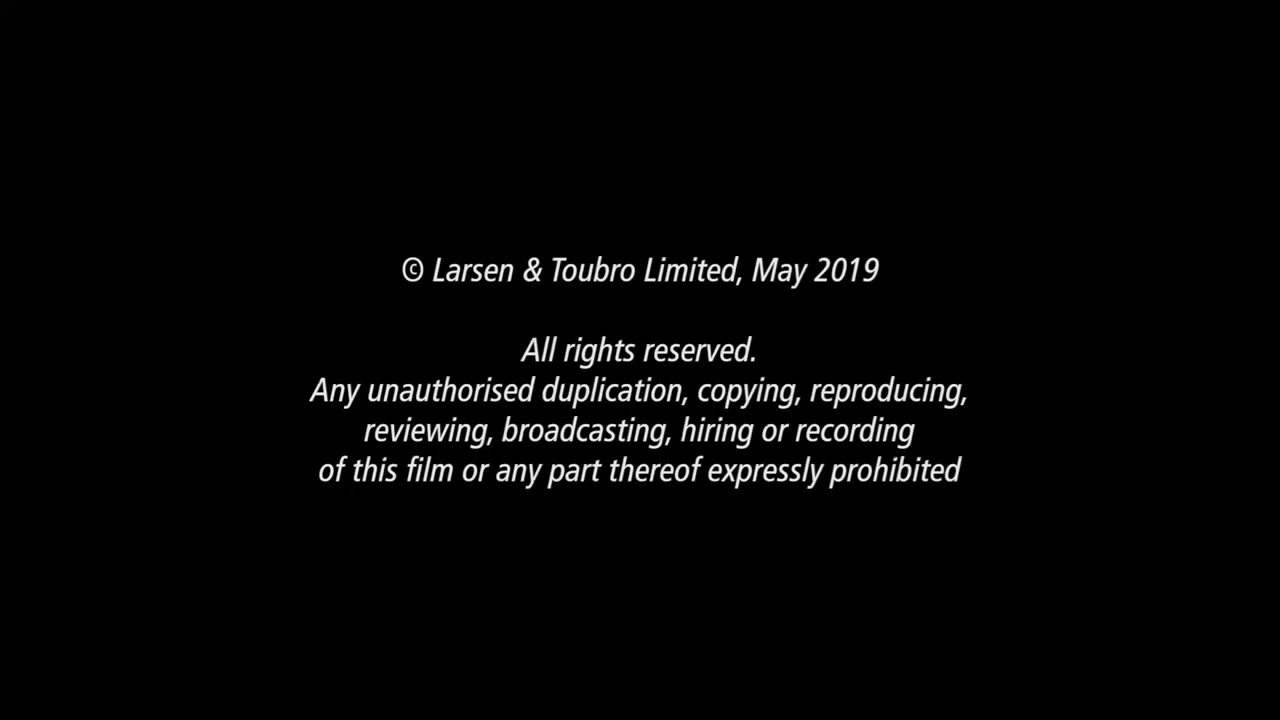 © Larsen & Toubro Limited, May 2019
All rights reserved.
Any unauthorised duplication, copying, reproducing,
reviewing, broadcasting, hiring or recording
of this film or any part thereof expressly prohibited